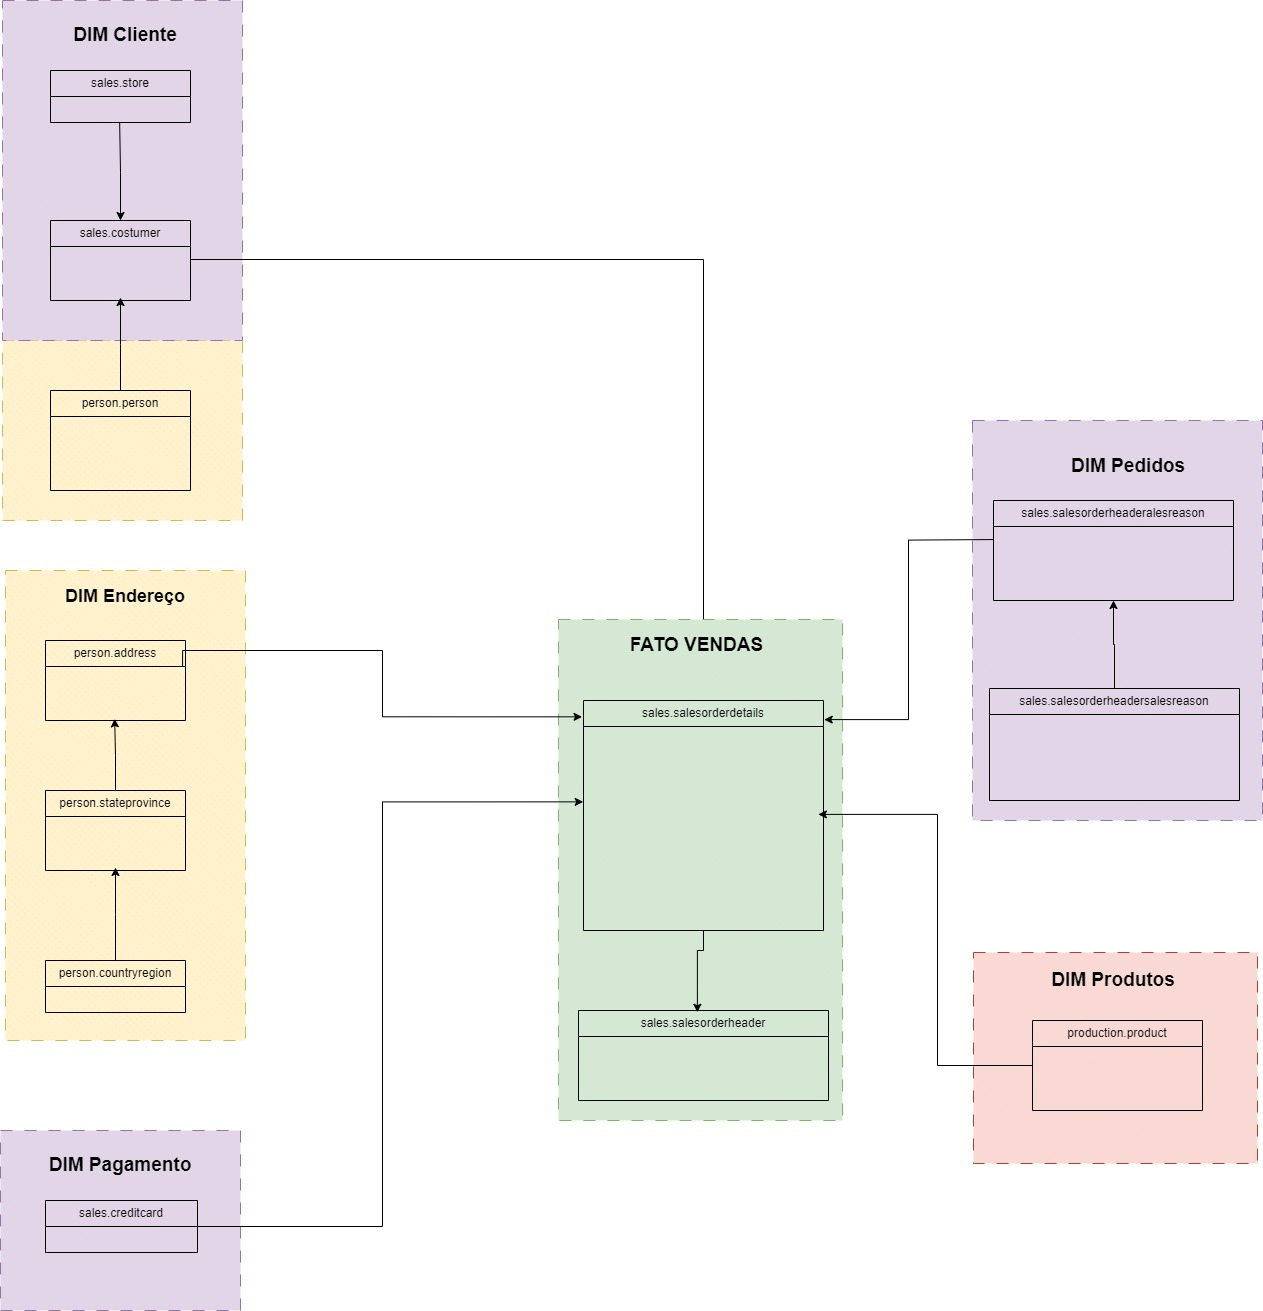 DIM Cliente
sales.store
sales.costumer
person.person
DIM Endereço
person.address
person.stateprovince
person.countryregion
DIM Pagamento
sales.creditcard
FATO VENDAS
sales.salesorderdetails
sales.salesorderheader
DIM Pedidos
sales.salesorderheaderalesreason
sales.salesorderheadersalesreason
DIM Produtos
production.product